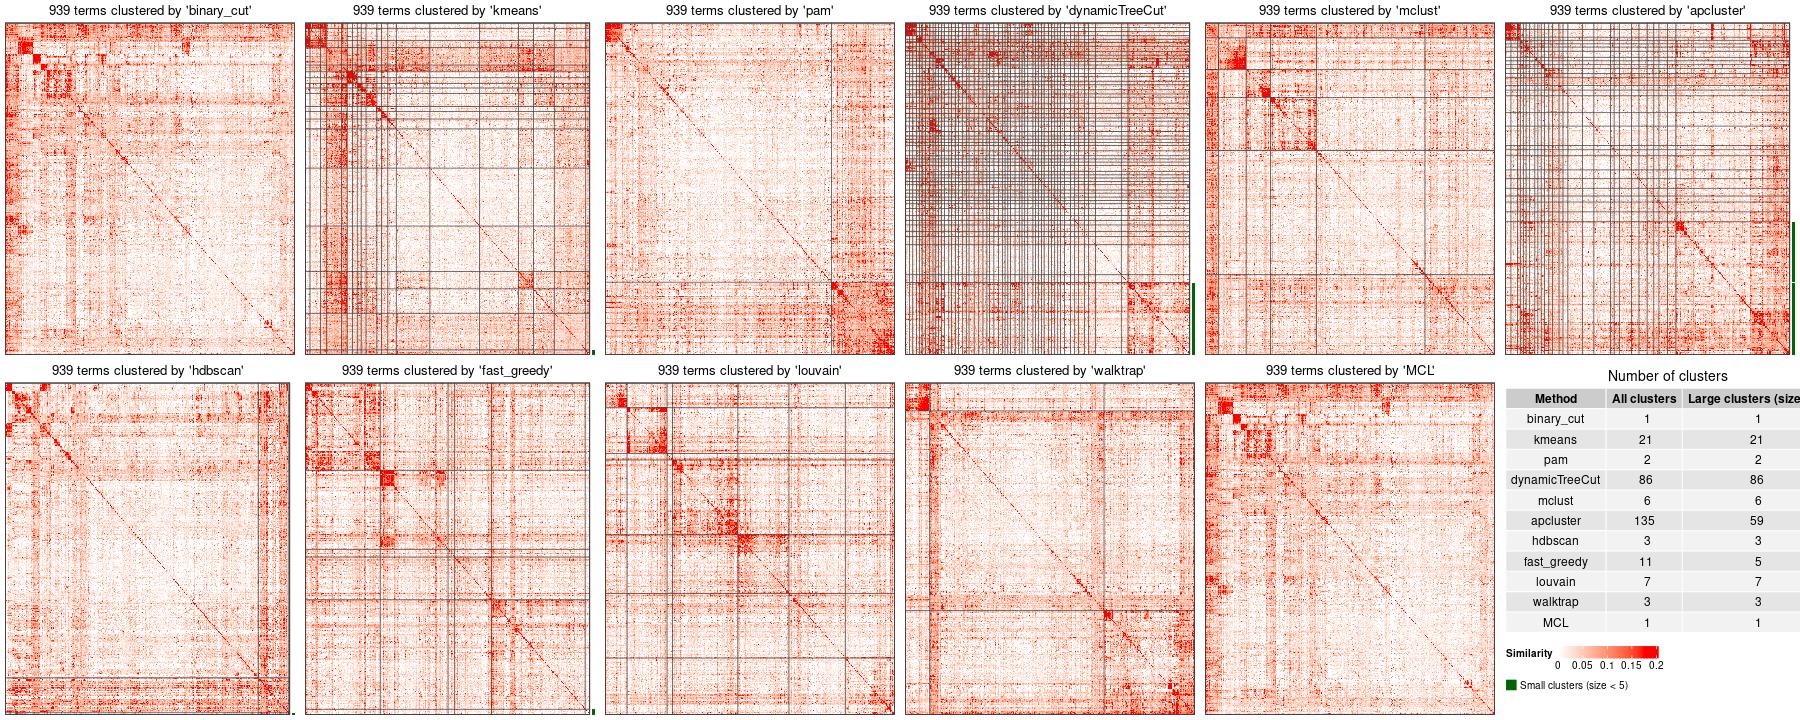 939 terms clustered by 'binary_cut'
939 terms clustered by 'kmeans'
939 terms clustered by 'pam'
939 terms clustered by 'dynamicTreeCut'
939 terms clustered by 'mclust'
939 terms clustered by 'apcluster'
939 terms clustered by 'hdbscan'
939 terms clustered by 'fast_greedy'
939 terms clustered by 'louvain'
939 terms clustered by 'walktrap'
939 terms clustered by 'MCL'
Number of clusters
Method All clusters Large clusters (size
binary_cut 1 1
kmeans 21 21
pam 2 2
dynamicTreeCut 86 86
mclust 6 6
apcluster 135 59
hdbscan 3 3
fast_greedy 11 5
louvain 7 7
walktrap 3 3
MCL 1 1
Similarity
0 0.05 0.1 0.15 0.2
Small clusters (size < 5)